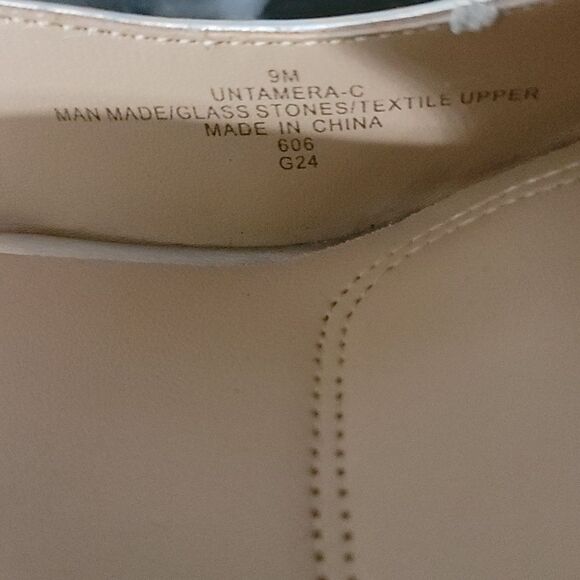 9M
UNTAMERA-C
MAN MADE/GLASS STONES/TEXTILE UPPER
MADE IN CHINA
606
G24